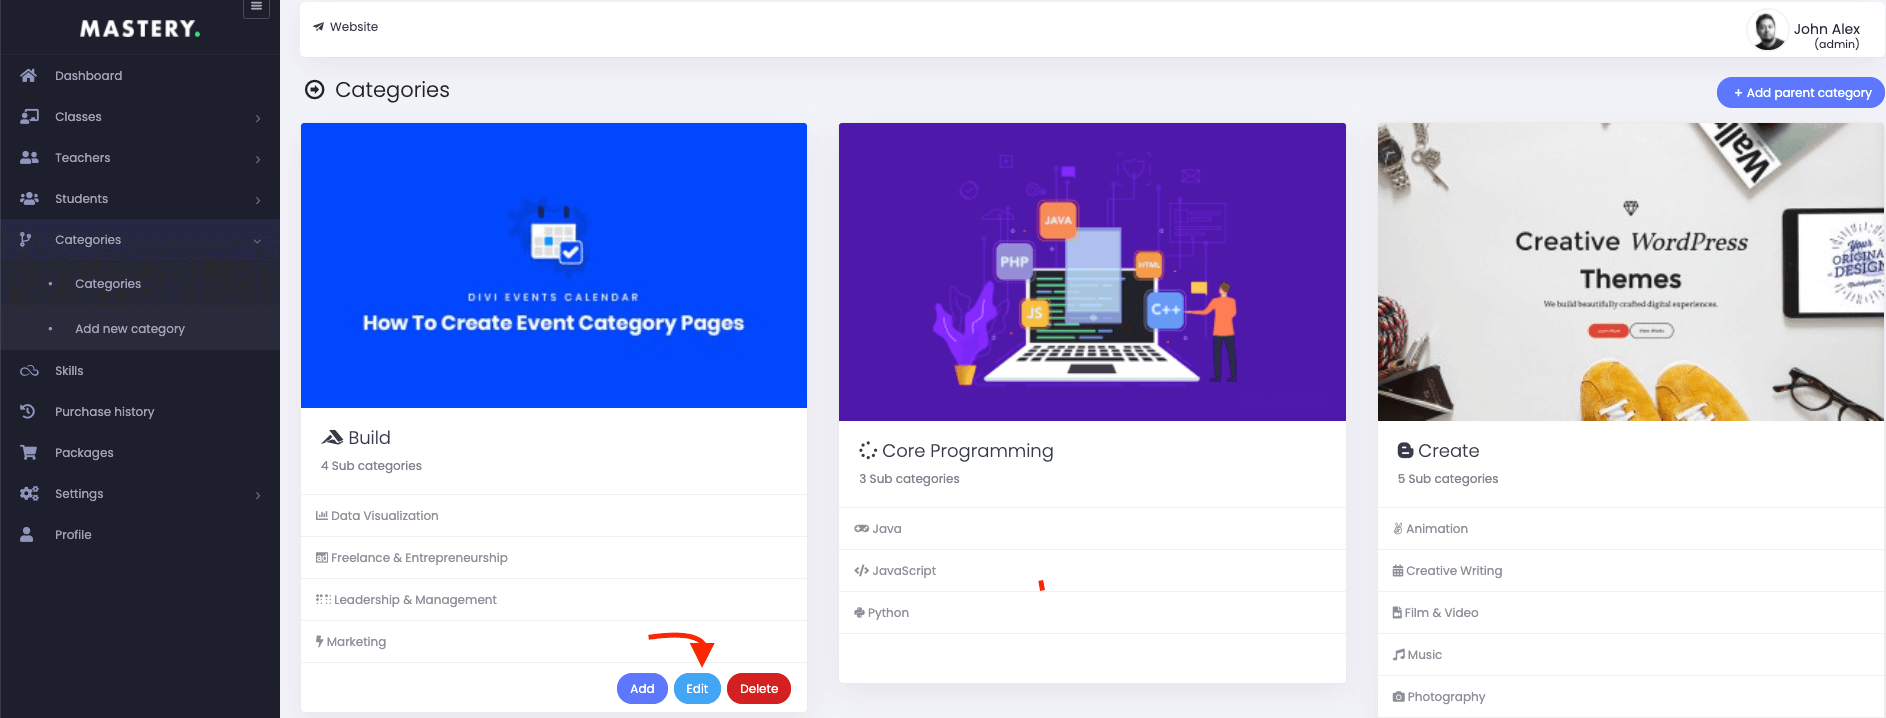 MASTERY.
Dashboard
Classes
Teachers
Students
Categories
Categories
Add new category
Skills
Purchase history
Packages
Settings
Profile
Website
John Alex
(admin)
Categories
+ Add parent category
DIVI EVENTS CALENDAR
How To Create Event Category Pages
Build
4 Sub categories
Data Visualization
Freelance & Entrepreneurship
Leadership & Management
Marketing
Add Edit Delete
JAVA
PHP
HTML
JS
C++
Core Programming
3 Sub categories
Java
JavaScript
Python
Wall
Creative WordPress
Themes
We build beautifully crafted digital experiences.
Your
ORIGINAL
DESIGN
Create
5 Sub categories
Animation
Creative Writing
Film & Video
Music
Photography